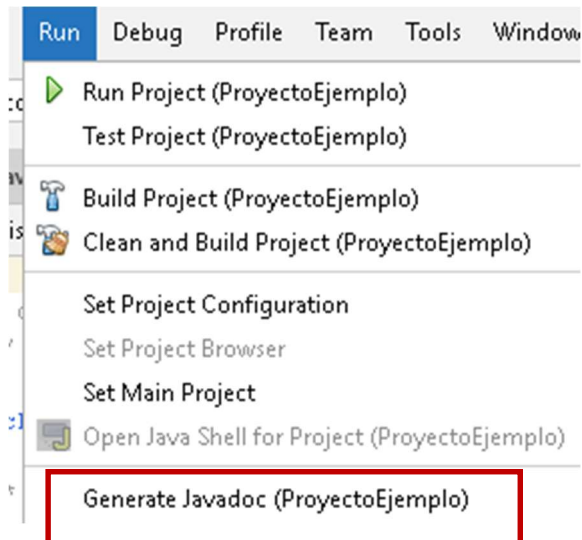 Run Debug Profile Team Tools Window
Run Project (ProyectoEjemplo)
Test Project (ProyectoEjemplo)
Build Project (ProyectoEjemplo)
Clean and Build Project (ProyectoEjemplo)
Set Project Configuration
Set Project Browser
Set Main Project
Open Java Shell for Project (ProyectoEjemplo)
Generate Javadoc (ProyectoEjemplo)